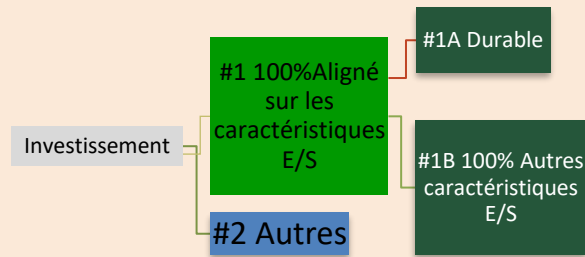 Investissement
#1 100%Aligné
sur les
caractéristiques
E/S
#2 Autres
#1A Durable
#1B 100% Autres
caractéristiques
E/S